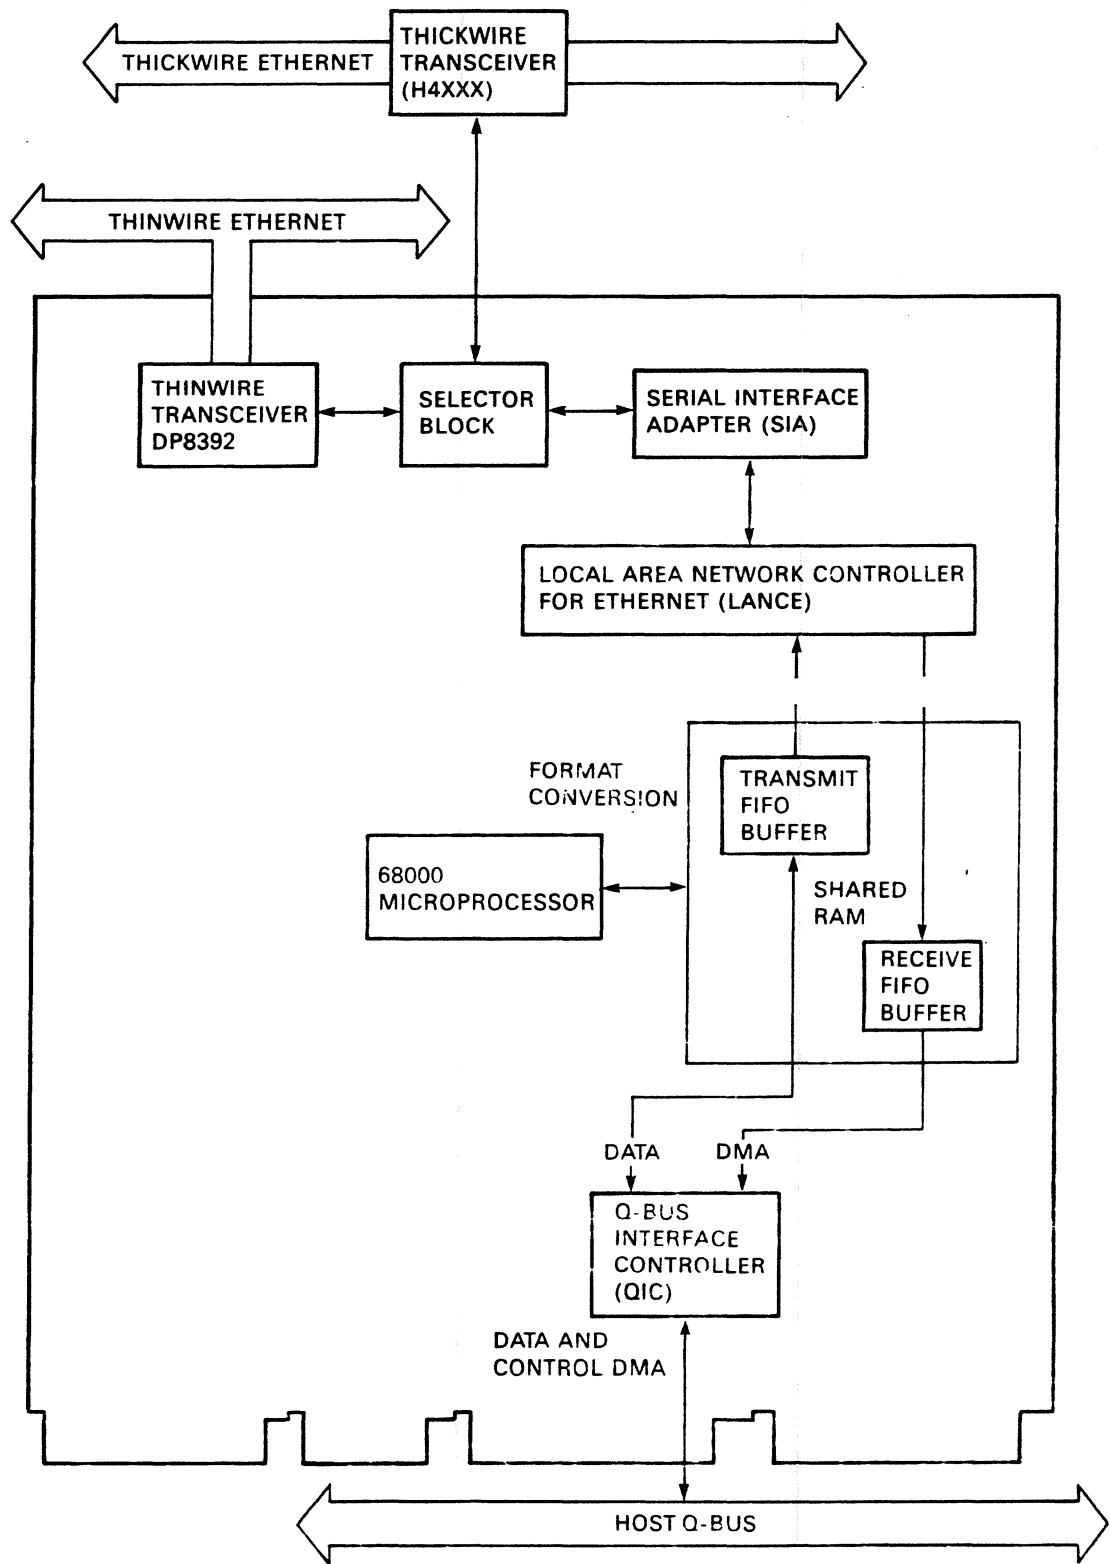 THICKWIRE
TRANSCEIVER
(H4XXX)
THICKWIRE ETHERNET
THINWIRE ETHERNET
THINWIRE
TRANSCEIVER
DP8392
SELECTOR
BLOCK
SERIAL INTERFACE
ADAPTER (SIA)
LOCAL AREA NETWORK CONTROLLER
FOR ETHERNET (LANCE)
FORMAT
CONVERSION
TRANSMIT
FIFO
BUFFER
68000
MICROPROCESSOR
SHARED
RAM
RECEIVE
FIFO
BUFFER
DATA
DMA
Q-BUS
INTERFACE
CONTROLLER
(QIC)
DATA AND
CONTROL DMA
HOST Q-BUS